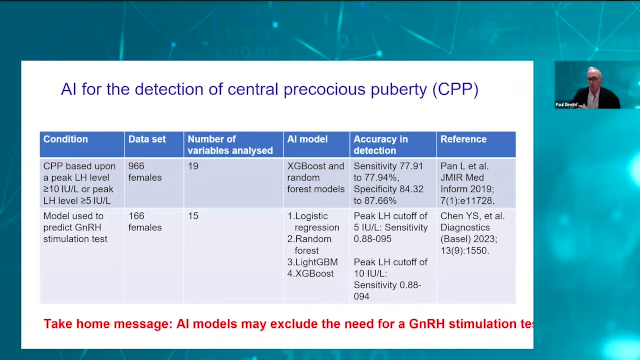 AI for the detection of central precocious puberty (CPP)
Condition
Data set
Number of
variables analysed
AI model
Accuracy in
detection
Reference
CPP based upon
a peak LH level
≥10 IU/L or peak
LH level ≥5 IU/L
966
females
19
XGBoost and
random
forest models
Sensitivity 77.91
to 77.94%,
Specificity 84.32
to 87.66%
Pan L et al.
JMIR Med
Inform 2019;
7(1):e11728.
Model used to
predict GnRH
stimulation test
166
females
15
1.Logistic
regression
2.Random
forest
3.LightGBM
4.XGBoost
Peak LH cutoff of
5 IU/L: Sensitivity
0.88-095
Peak LH cutoff of
10 IU/L:
Sensitivity 0.88-
094
Chen YS, et al.
Diagnostics
(Basel) 2023;
13(9):1550.
Take home message: AI models may exclude the need for a GnRH stimulation tes
Paul